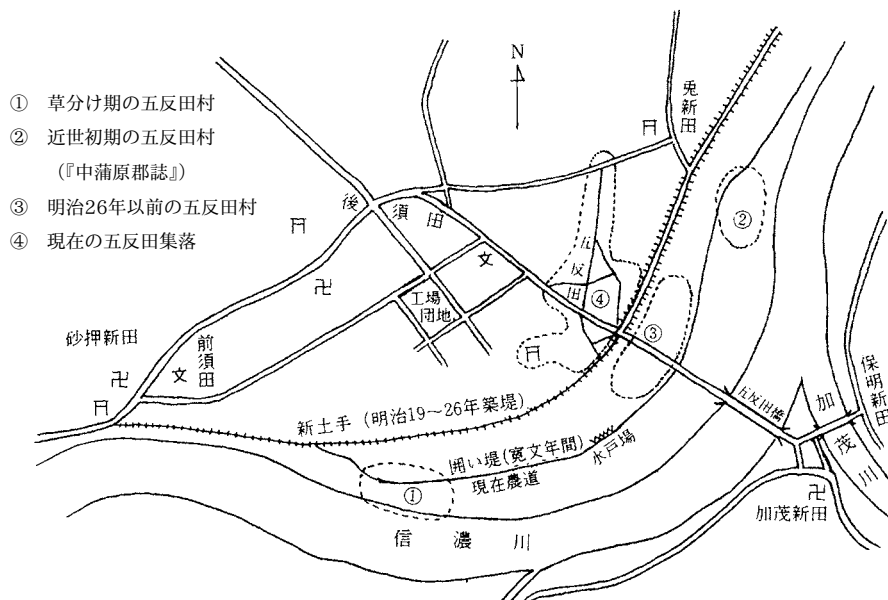 ① 草分け期の五反田村
② 近世初期の五反田村
(『中蒲原郡誌』)
③ 明治26年以前の五反田村
④ 現在の五反田集落
N
兎新田
後須田
②
五反田
④
文
工場
団地
③
砂押新田
前須田
文
卍
卍
新土手(明治19〜26年築堤)
五反田橋
加茂川
保明新田
囲い堤(寛文年間)
水戸場
現在農道
①
卍
加茂新田
信濃川